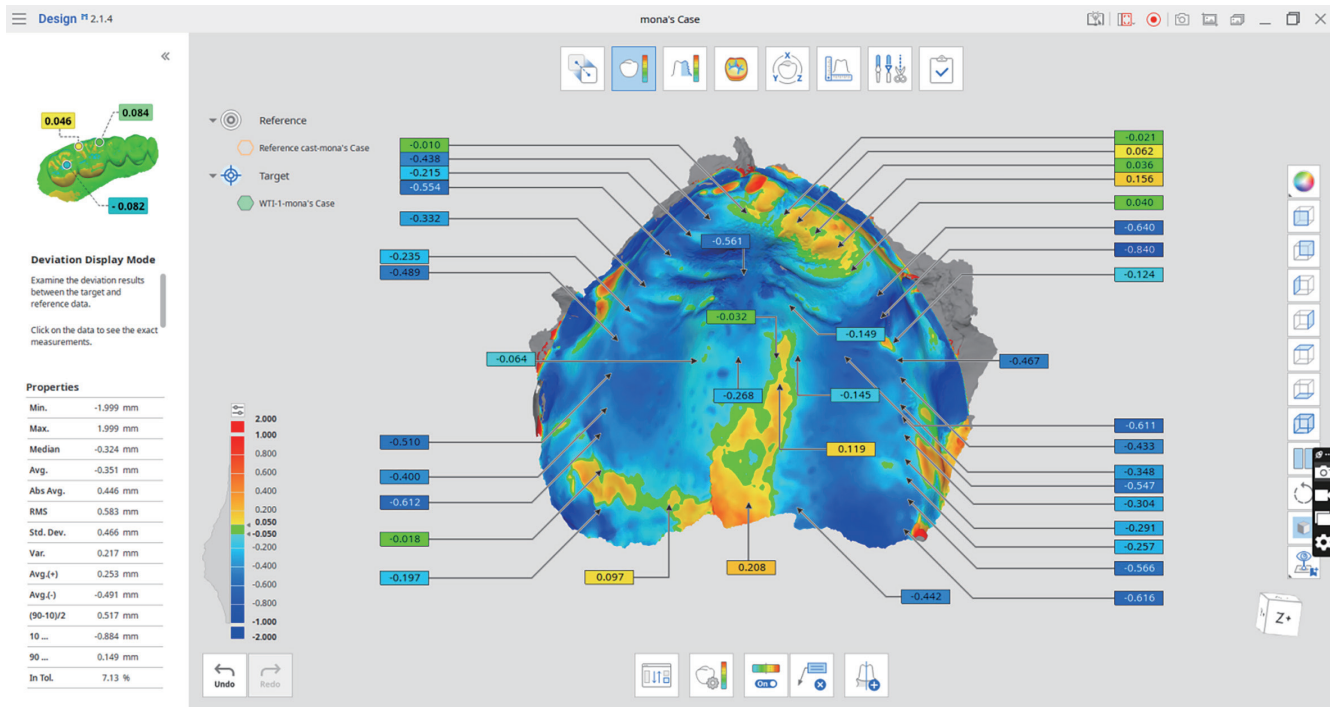 Design 2.1.4
mona's Case
0.046
0.084
- 0.082
Deviation Display Mode
Examine the deviation results
between the target and
reference data.
Click on the data to see the exact
measurements.
Properties
Min. -1.999 mm
Max. 1.999 mm
Median -0.324 mm
Avg. -0.351 mm
Abs Avg. 0.446 mm
RMS 0.583 mm
Std. Dev. 0.466 mm
Var. 0.217 mm
Avg.(+) 0.253 mm
Avg.(-) -0.491 mm
(90-10)/2 0.517 mm
10 ... -0.884 mm
90 ... 0.149 mm
In Tol. 7.13 %
X
Y
Z
Reference
Reference cast-mona's Case
Target
WTI-1-mona's Case
2.000
1.000
0.800
0.600
0.400
0.200
0.050
-0.050
-0.200
-0.400
-0.600
-0.800
-1.000
-2.000
-0.010
-0.438
-0.215
-0.554
-0.332
-0.235
-0.489
-0.064
-0.510
-0.400
-0.612
-0.018
-0.197
-0.561
-0.032
-0.149
-0.268
-0.145
0.119
0.097
0.208
-0.442
-0.021
0.062
0.036
0.156
0.040
-0.640
-0.840
-0.124
-0.467
-0.611
-0.433
-0.348
-0.547
-0.304
-0.291
-0.257
-0.566
-0.616
Z+
Undo
Redo
On